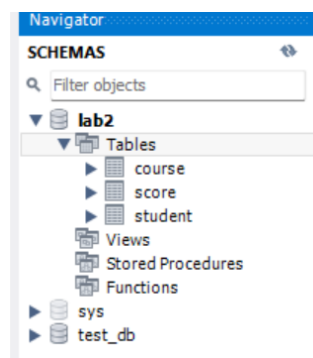 Navigator
SCHEMAS
Filter objects
lab2
Tables
course
score
student
Views
Stored Procedures
Functions
sys
test_db